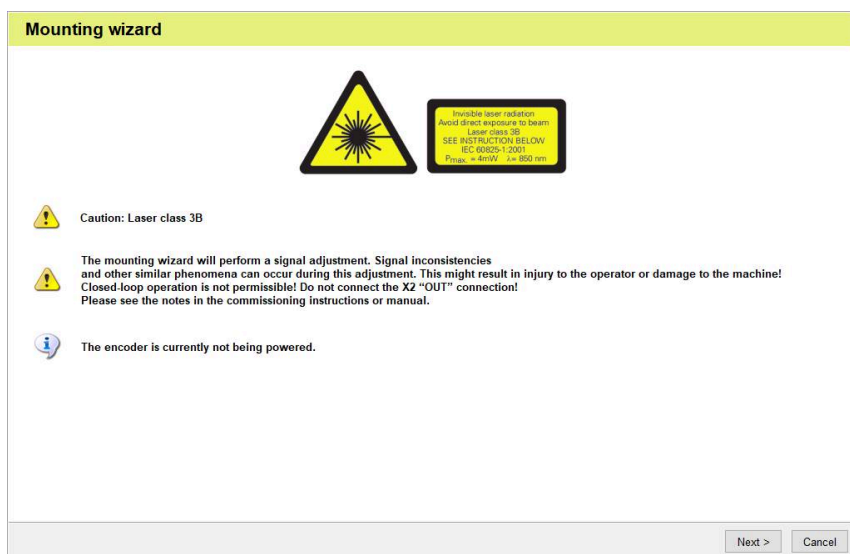 Mounting wizard
Invisible laser radiation
Avoid direct exposure to beam
Laser class 3B
SEE INSTRUCTION BELOW
IEC 60825-1:2001
Pmax. = 4mW λ= 850 nm
Caution: Laser class 3B
The mounting wizard will perform a signal adjustment. Signal inconsistencies
and other similar phenomena can occur during this adjustment. This might result in injury to the operator or damage to the machine!
Closed-loop operation is not permissible! Do not connect the X2 “OUT” connection!
Please see the notes in the commissioning instructions or manual.
The encoder is currently not being powered.
Next > Cancel